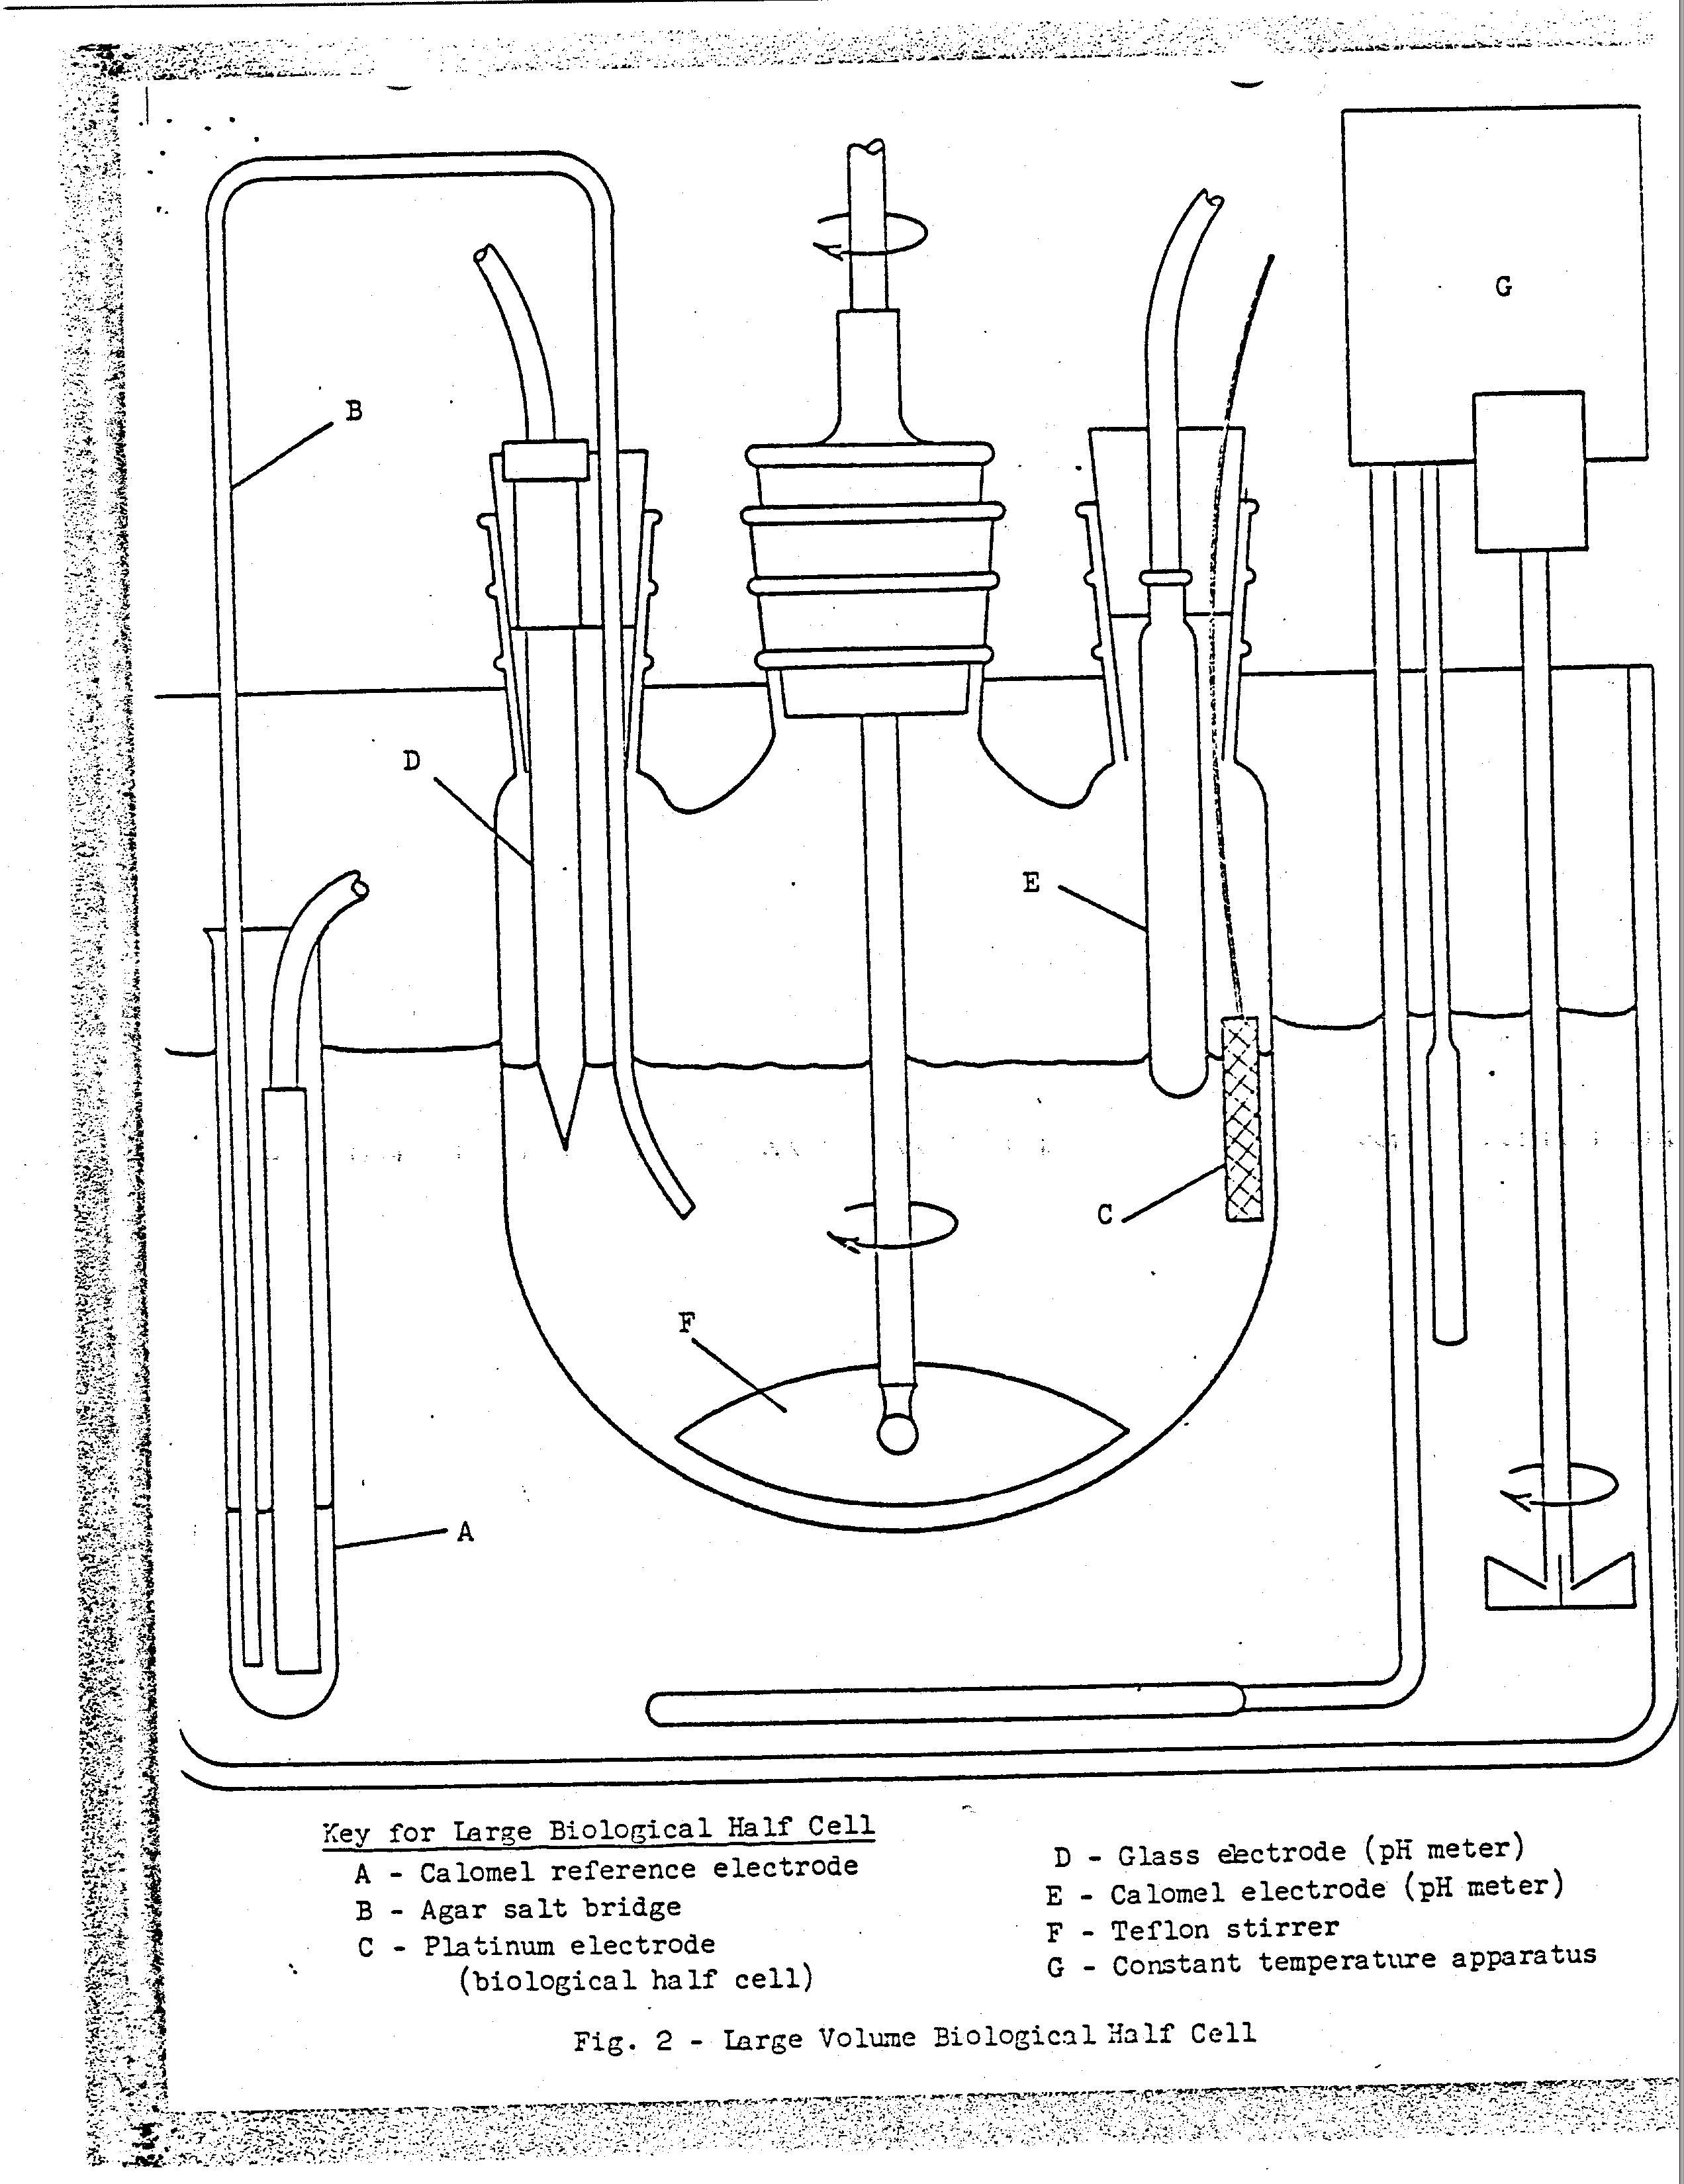 G
B
D
E
C
F
A
Key for Large Biological Half Cell
A - Calomel reference electrode
B - Agar salt bridge
C - Platinum electrode
(biological half cell)
D - Glass electrode (pH meter)
E - Calomel electrode (pH meter)
F - Teflon stirrer
G - Constant temperature apparatus
Fig. 2 - Large Volume Biological Half Cell